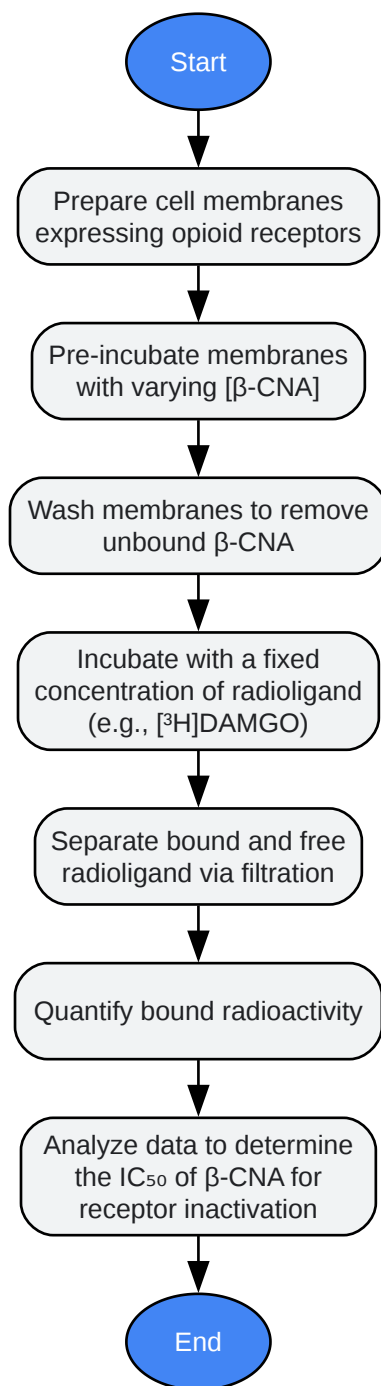 Start
Prepare cell membranes
expressing opioid receptors
Pre-incubate membranes
with varying [β-CNA]
Wash membranes to remove
unbound β-CNA
Incubate with a fixed
concentration of radioligand
(e.g., [³H]DAMGO)
Separate bound and free
radioligand via filtration
Quantify bound radioactivity
Analyze data to determine
the IC₅₀ of β-CNA for
receptor inactivation
End